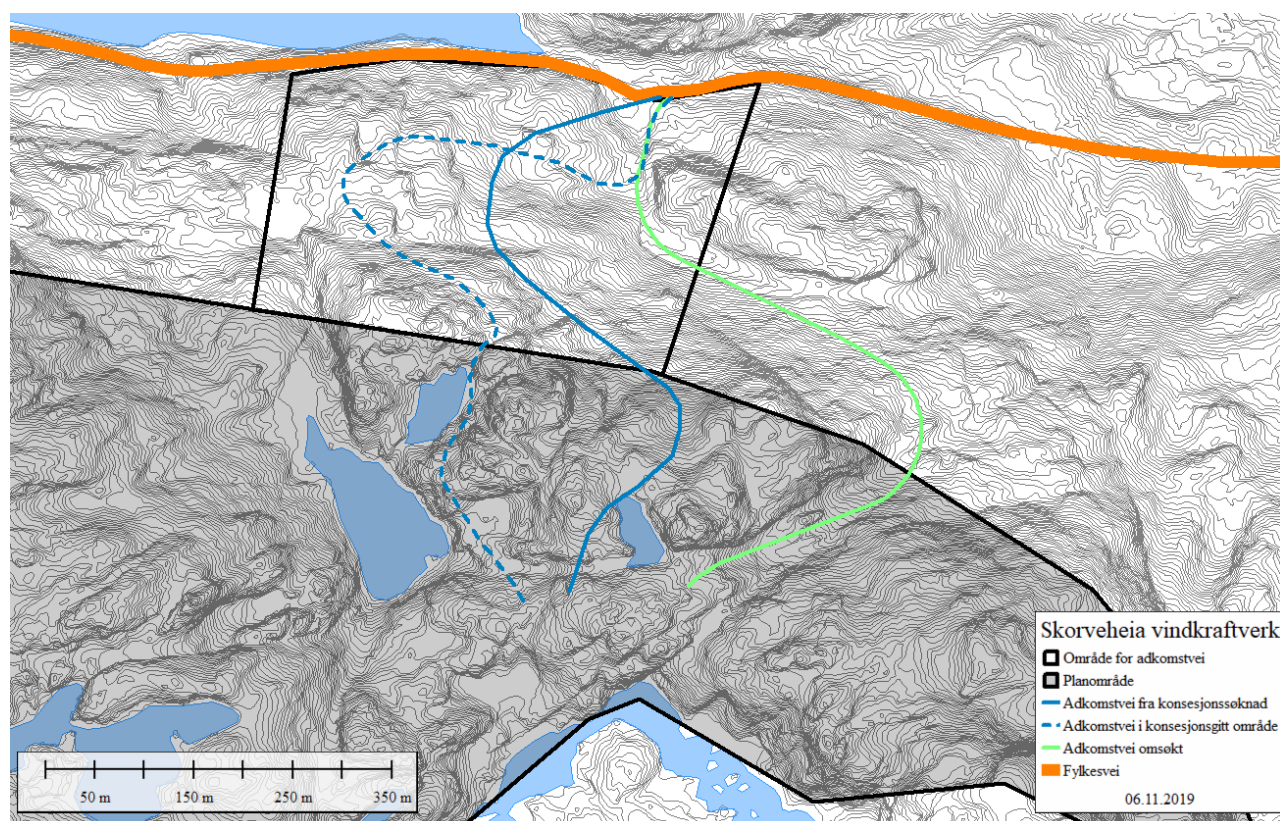 Skorveheia vindkraftverk
Område for adkomstvei
Planområde
Adkomstvei fra konsesjonssøknad
Adkomstvei i konsesjonsgitt område
Adkomstvei omsøkt
Fylkesvei
06.11.2019
50 m 150 m 250 m 350 m